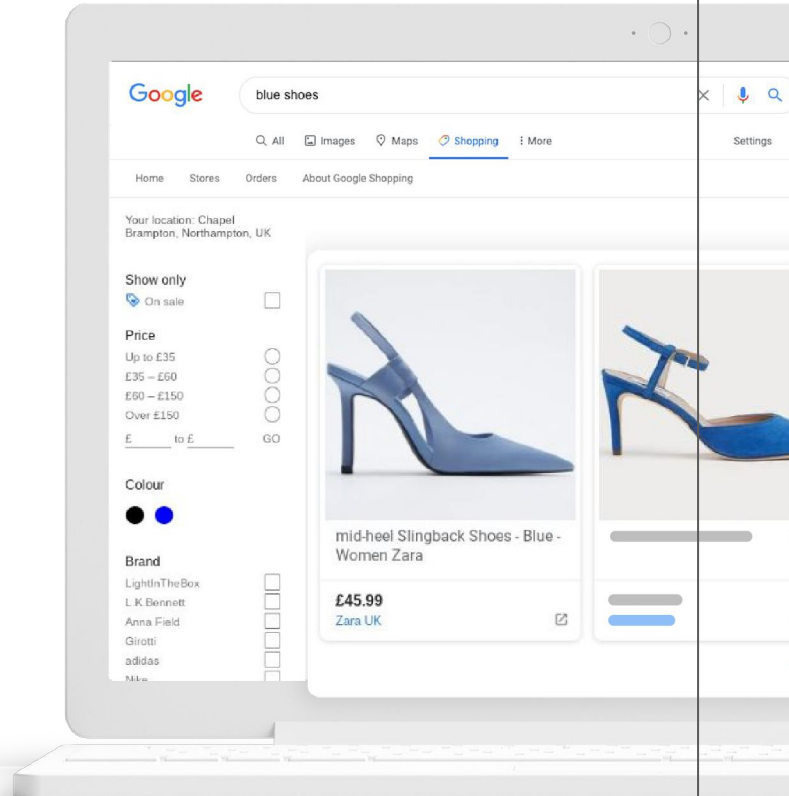 Google
blue shoes
All Images Maps Shopping More
Settings
Home Stores Orders About Google Shopping
Your location: Chapel
Brampton, Northampton, UK
Show only
On sale
Price
Up to £35
£35 – £60
£60 – £150
Over £150
£ to £ GO
Colour
Brand
LightInTheBox
L.K.Bennett
Anna Field
Girotti
adidas
Nike
mid-heel Slingback Shoes - Blue -
Women Zara
£45.99
Zara UK